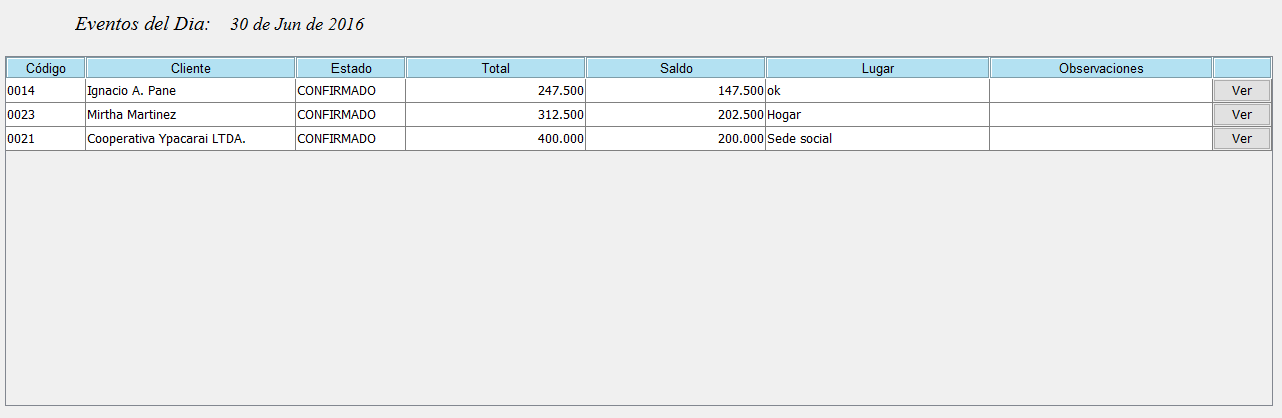 Eventos del Dia: 30 de Jun de 2016
Código Cliente Estado Total Saldo Lugar Observaciones
0014 Ignacio A. Pane CONFIRMADO 247.500 147.500 ok Ver
0023 Mirtha Martinez CONFIRMADO 312.500 202.500 Hogar Ver
0021 Cooperativa Ypacarai LTDA. CONFIRMADO 400.000 200.000 Sede social Ver